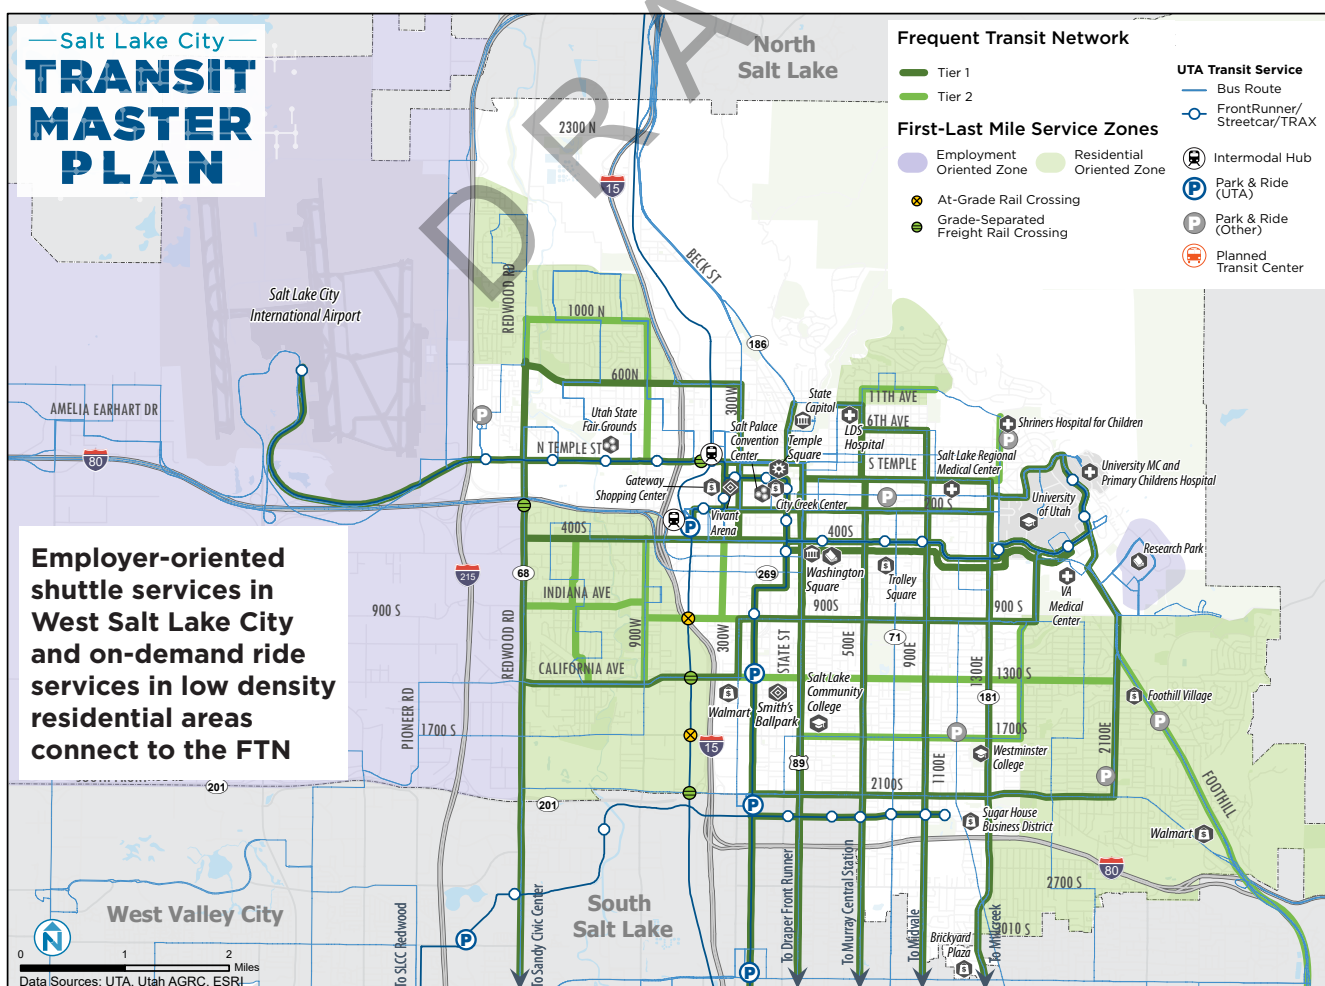 Salt Lake City
TRANSIT
MASTER
PLAN
DRA
North
Salt Lake
Frequent Transit Network
Tier 1
Tier 2
First-Last Mile Service Zones
Employment
Oriented Zone
Residential
Oriented Zone
At-Grade Rail Crossing
Grade-Separated
Freight Rail Crossing
UTA Transit Service
Bus Route
FrontRunner/
Streetcar/TRAX
Intermodal Hub
P
Park & Ride
(UTA)
P
Park & Ride
(Other)
Planned
Transit Center
2300 N
15
BECK ST
REDWOOD RD
Salt Lake City
International Airport
1000 N
186
600N
300W
State
Capitol
11TH AVE
6TH AVE
LDS
Hospital
Shriners Hospital for Children
P
AMELIA EARHART DR
80
P
Utah State
Fair Grounds
N TEMPLE ST
Salt Palace
Convention
Center
Temple
Square
S TEMPLE
Salt Lake Regional
Medical Center
University MC and
Primary Childrens Hospital
Gateway
Shopping Center
City Creek Center
P
200 S
University
of Utah
Vivint
Arena
P
400S
400S
Research Park
Employer-oriented
shuttle services in
West Salt Lake City
and on-demand ride
services in low density
residential areas
connect to the FTN
215
68
269
Washington
Square
Trolley
Square
VA
Medical
Center
INDIANA AVE
900 S
900S
900 S
REDWOOD RD
900W
300W
STATE ST
500E
71
900E
1300E
CALIFORNIA AVE
P
1300 S
Salt Lake
Community
College
181
Foothill Village
P
PIONEER RD
1700 S
Walmart
Smith's
Ballpark
1700S
P
15
89
1100E
Westminster
College
2100E
201
201
2100S
P
P
FOOTHILL
Sugar House
Business District
Walmart
80
2700 S
West Valley City
South
Salt Lake
P
N
0 1 2
Miles
Data Sources: UTA, Utah AGRC, ESRI
To SLCC Redwood
To Sandy Civic Center
P
To Draper Front Runner
To Murray Central Station
To Midvale
To Millcreek
Brickyard
Plaza
3010 S